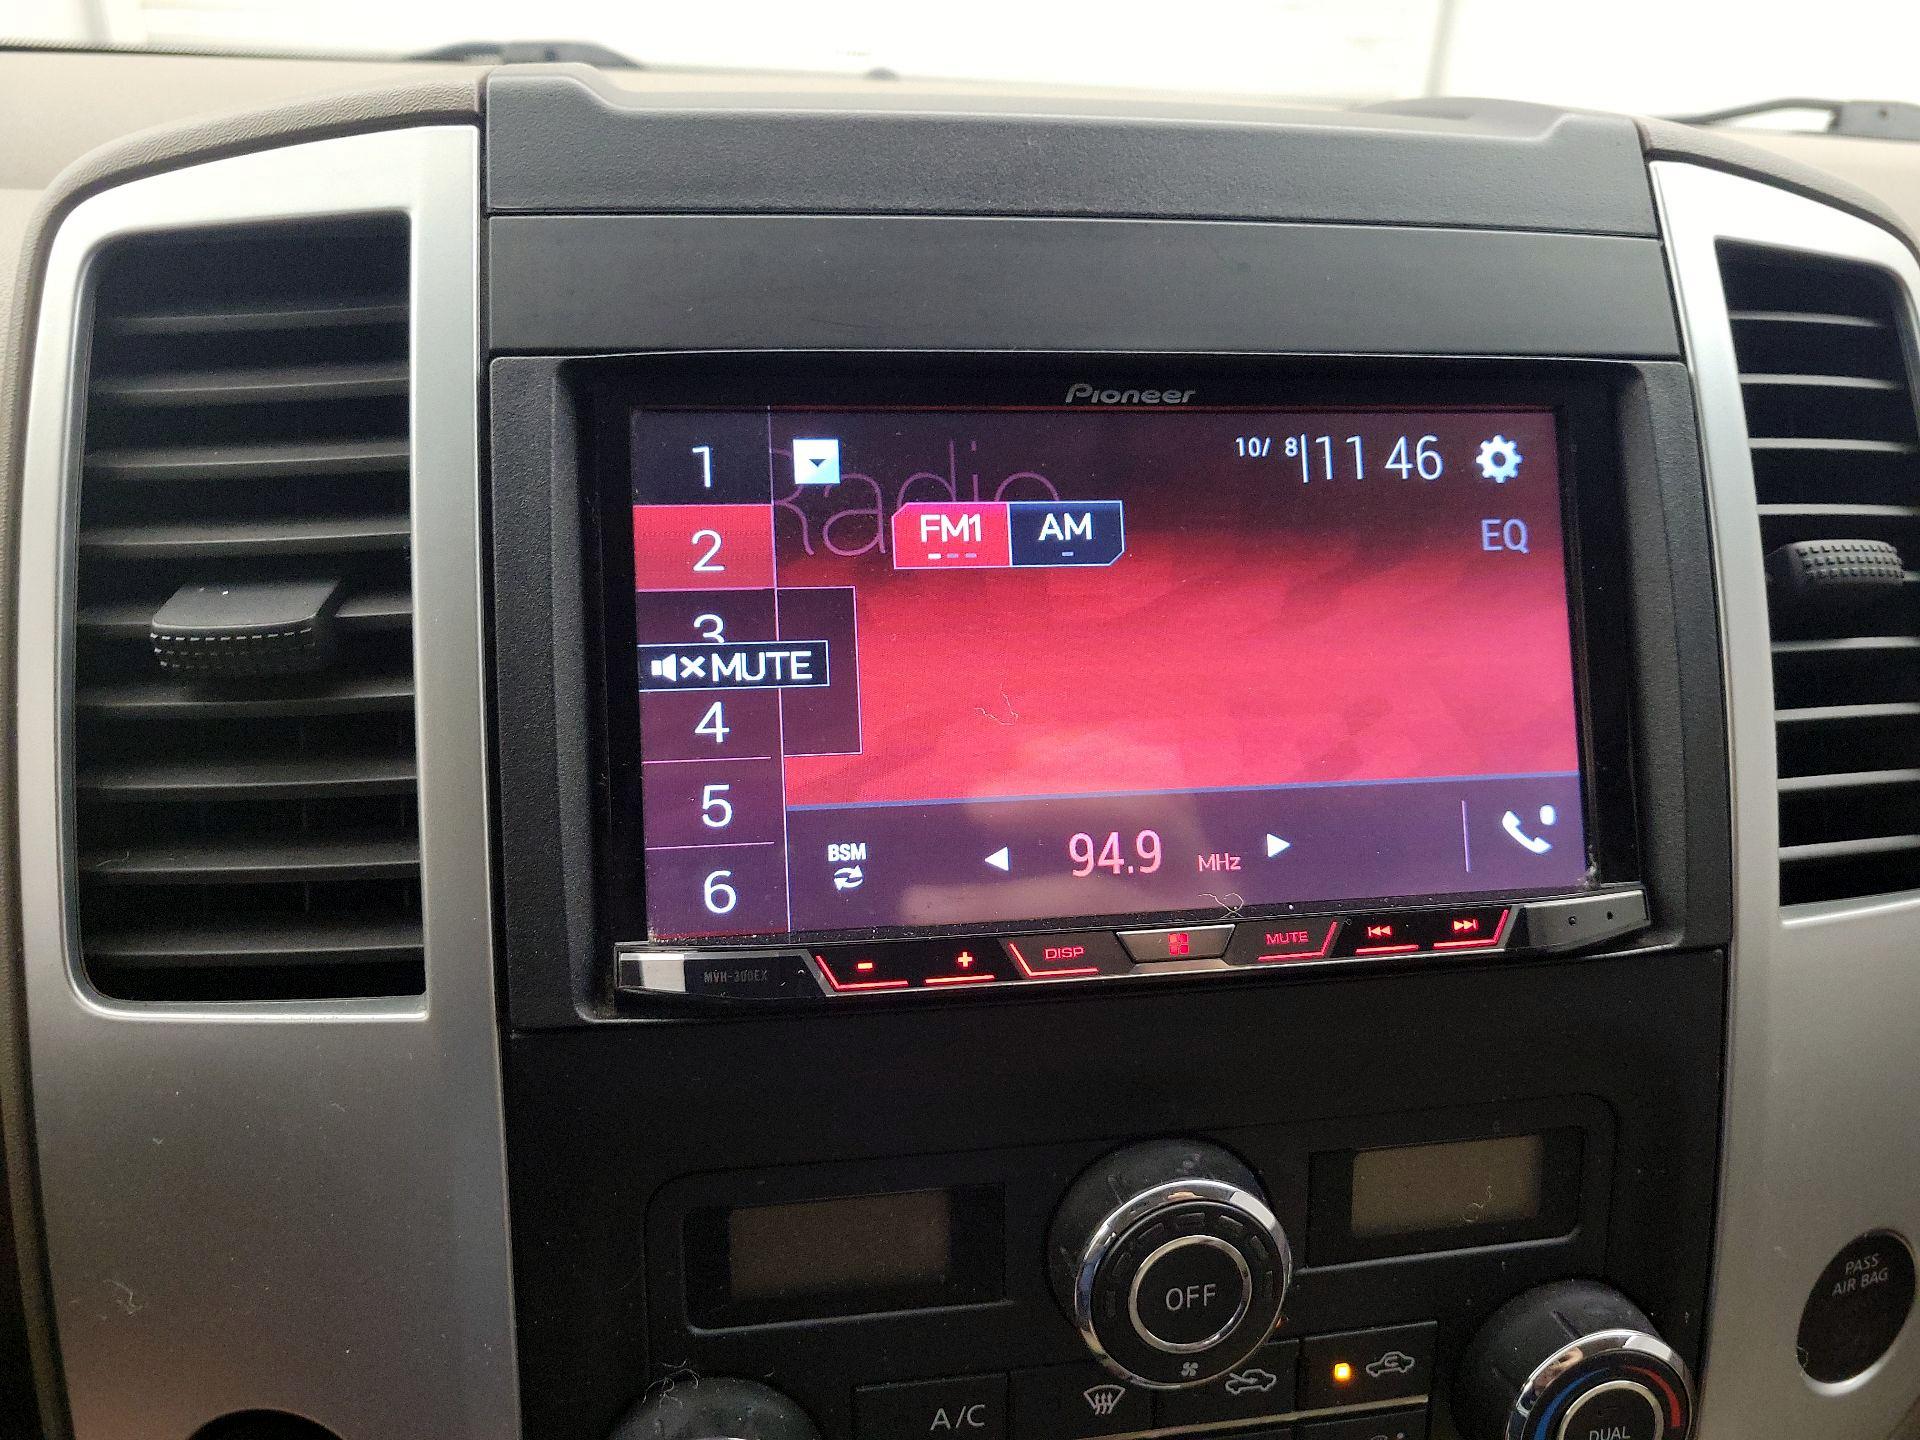 Pioneer
1
Radio
10/ 8 11 46
2
FM1 AM
EQ
3
MUTE
4
5
BSM
94.9 MHz
6
MVH-300EX
- + DISP MUTE
PASS
AIR BAG
OFF
A/C
DUAL